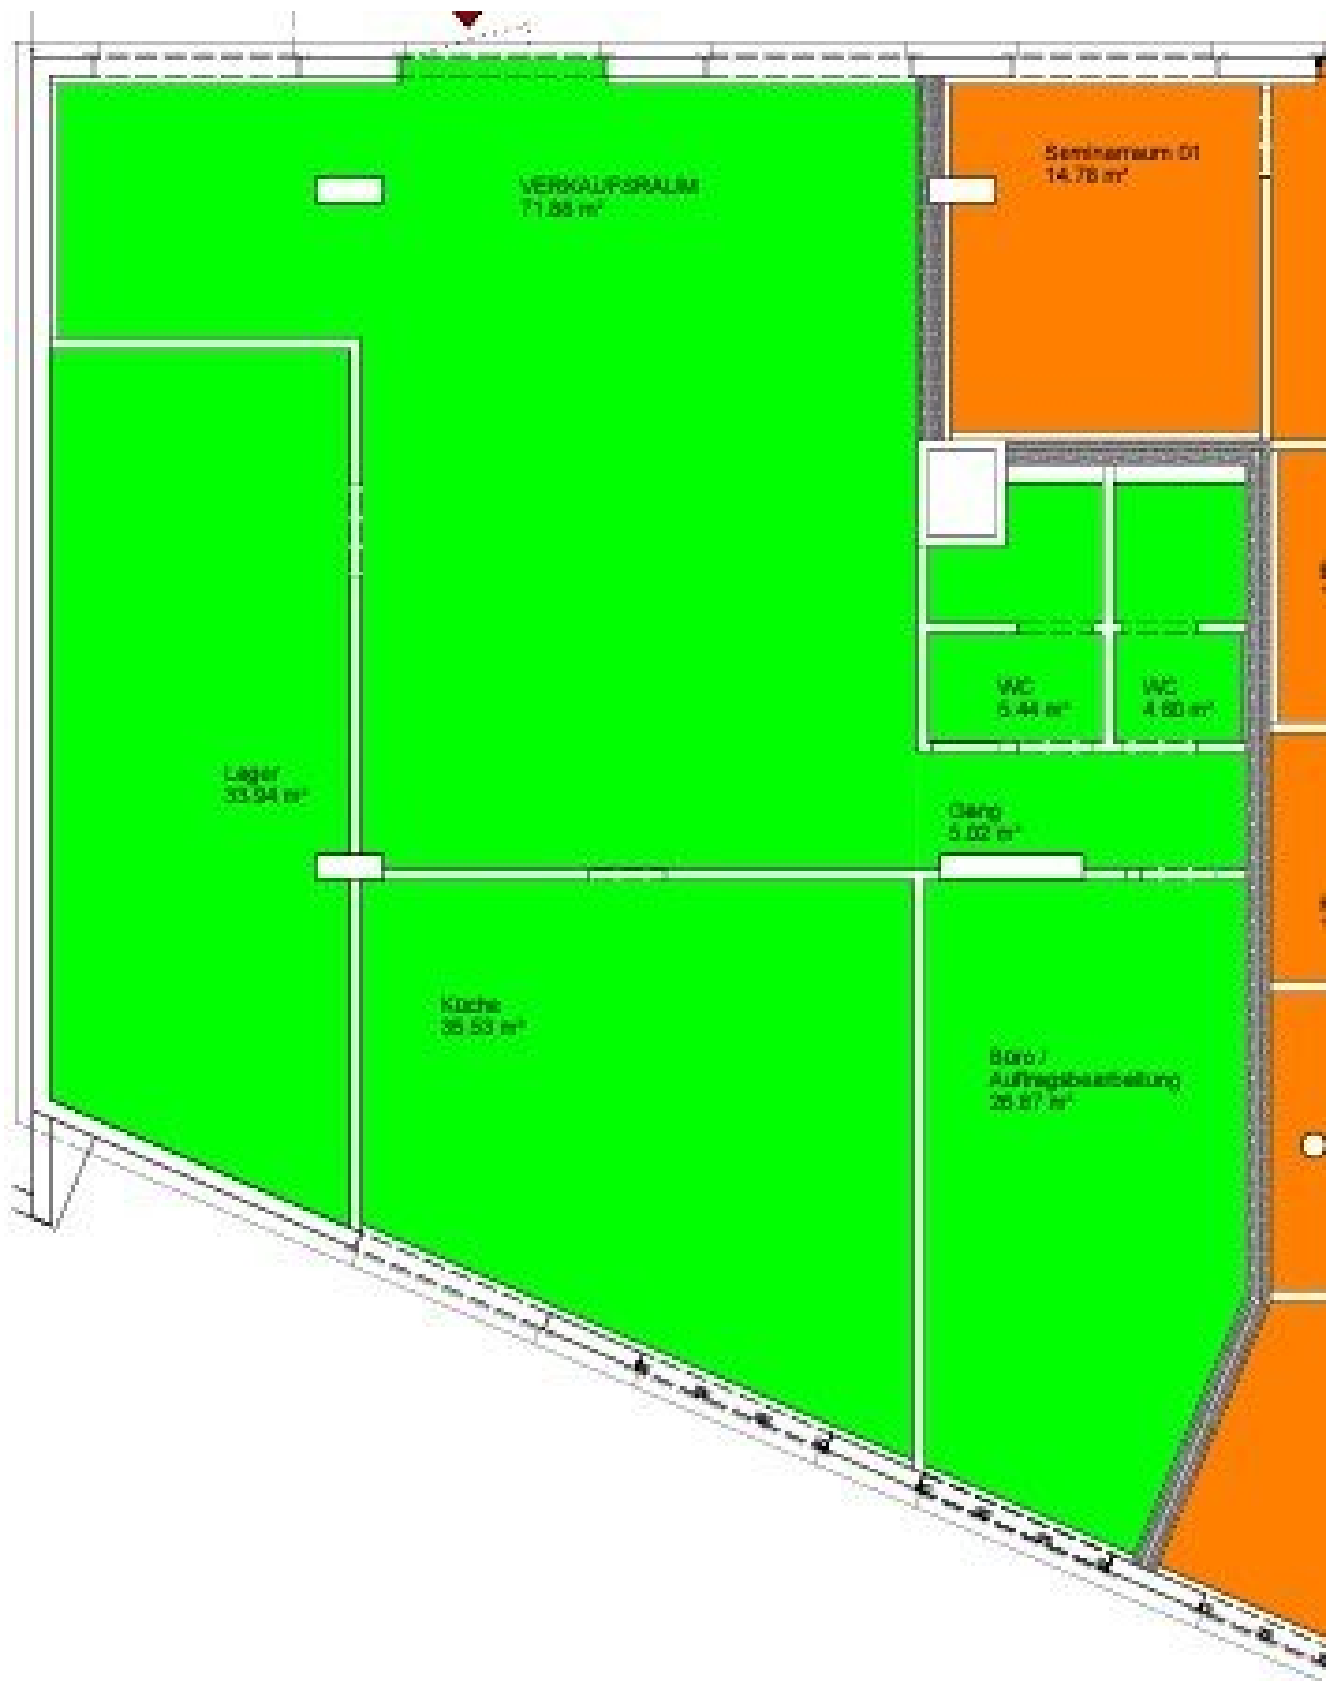 VERKAUFSRAUM
71.88 m²
Seminarraum 01
14.78 m²
WC
5.44 m²
WC
4.80 m²
Lager
33.94 m²
Gang
5.02 m²
Küche
35.53 m²
Büro /
Auftragsbearbeitung
26.87 m²